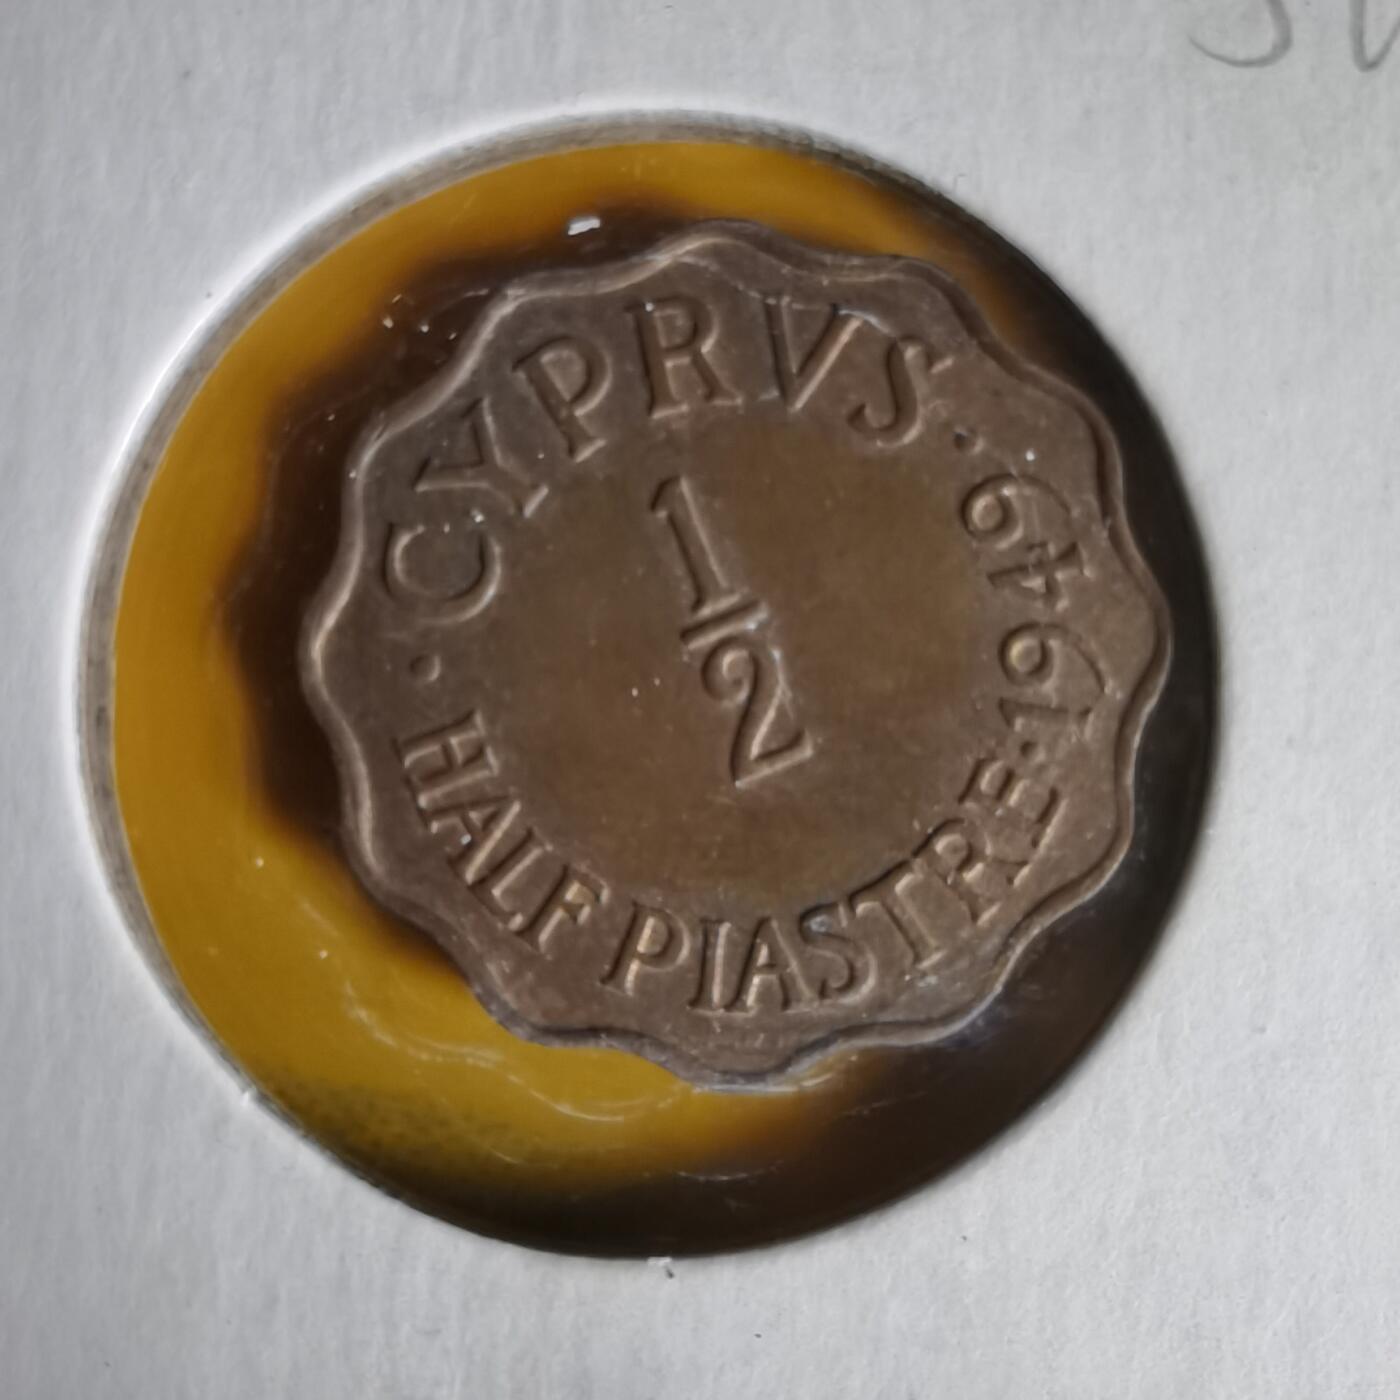 ·CYPRVS·
1/2
HALF PIASTRE·1949·